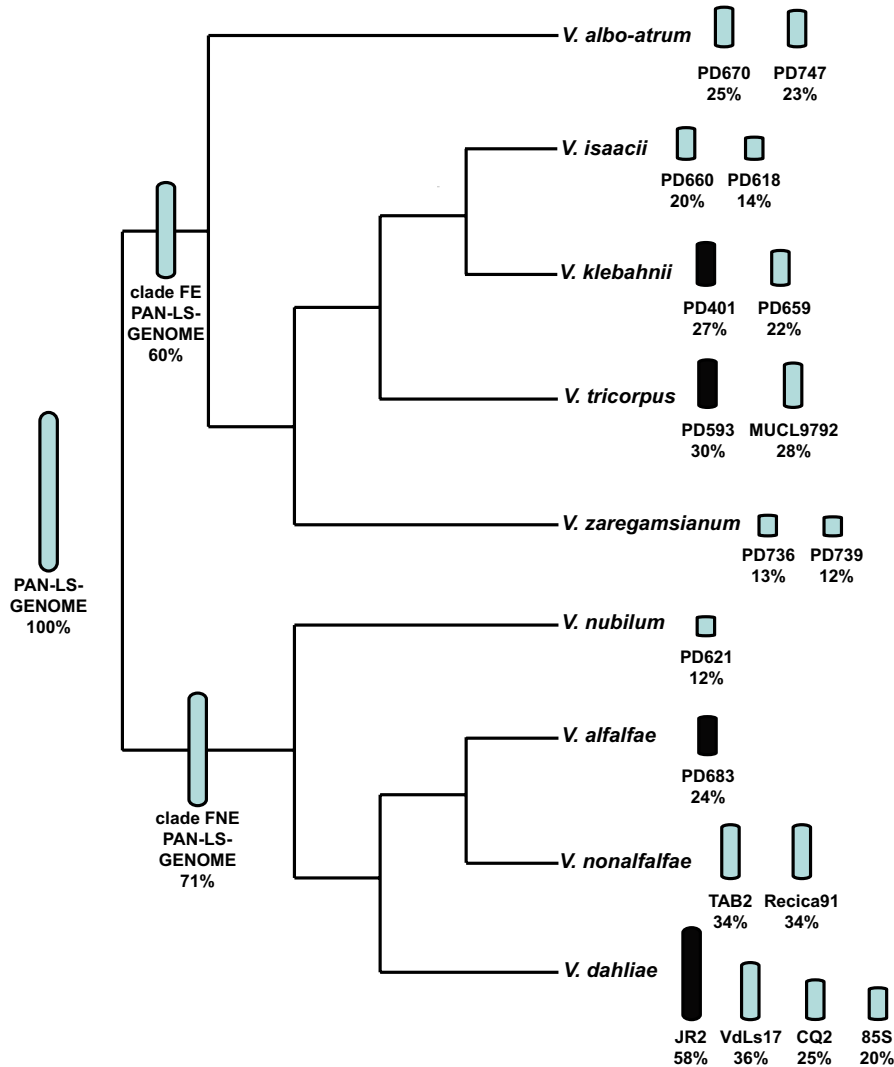 V. albo-atrum
PD670
25%
PD747
23%
V. isaacii
PD660
20%
PD618
14%
clade FE
PAN-LS-
GENOME
60%
V. klebahnii
PD401
27%
PD659
22%
V. tricorpus
PD593
30%
MUCL9792
28%
V. zaregamsianum
PD736
13%
PD739
12%
PAN-LS-
GENOME
100%
V. nubilum
PD621
12%
V. alfalfae
PD683
24%
clade FNE
PAN-LS-
GENOME
71%
V. nonalfalfae
TAB2
34%
Recica91
34%
V. dahliae
JR2
58%
VdLs17
36%
CQ2
25%
85S
20%